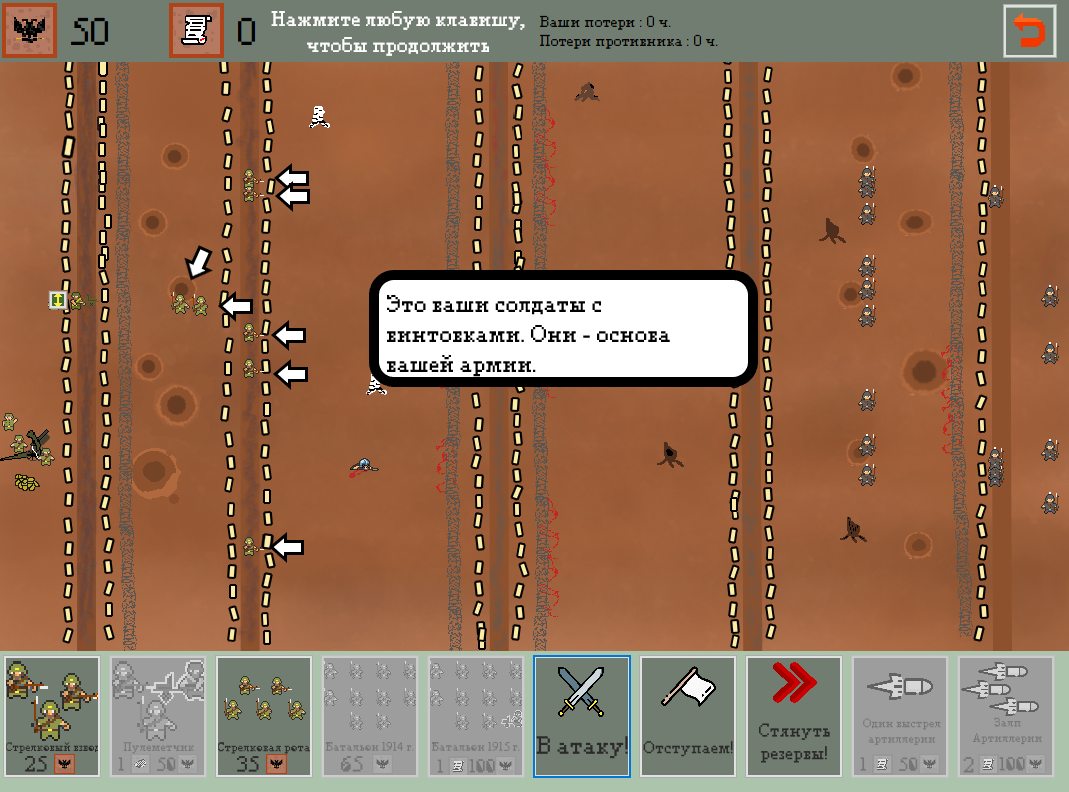 50
0
Нажмите любую клавишу,
чтобы продолжить
Ваши потери : 0 ч.
Потери противника : 0 ч.
Это ваши солдаты с
винтовками. Они - основа
вашей армии.
Стрелковый взвод
25
Пулеметчик
1 50
Стрелковая рота
35
Батальон 1914 г.
65
Батальон 1915 г.
1 100
В атаку!
Отступаем!
Стянуть
резервы!
Один выстрел
артиллерии
1 50
Залп
Артиллерии
2 100